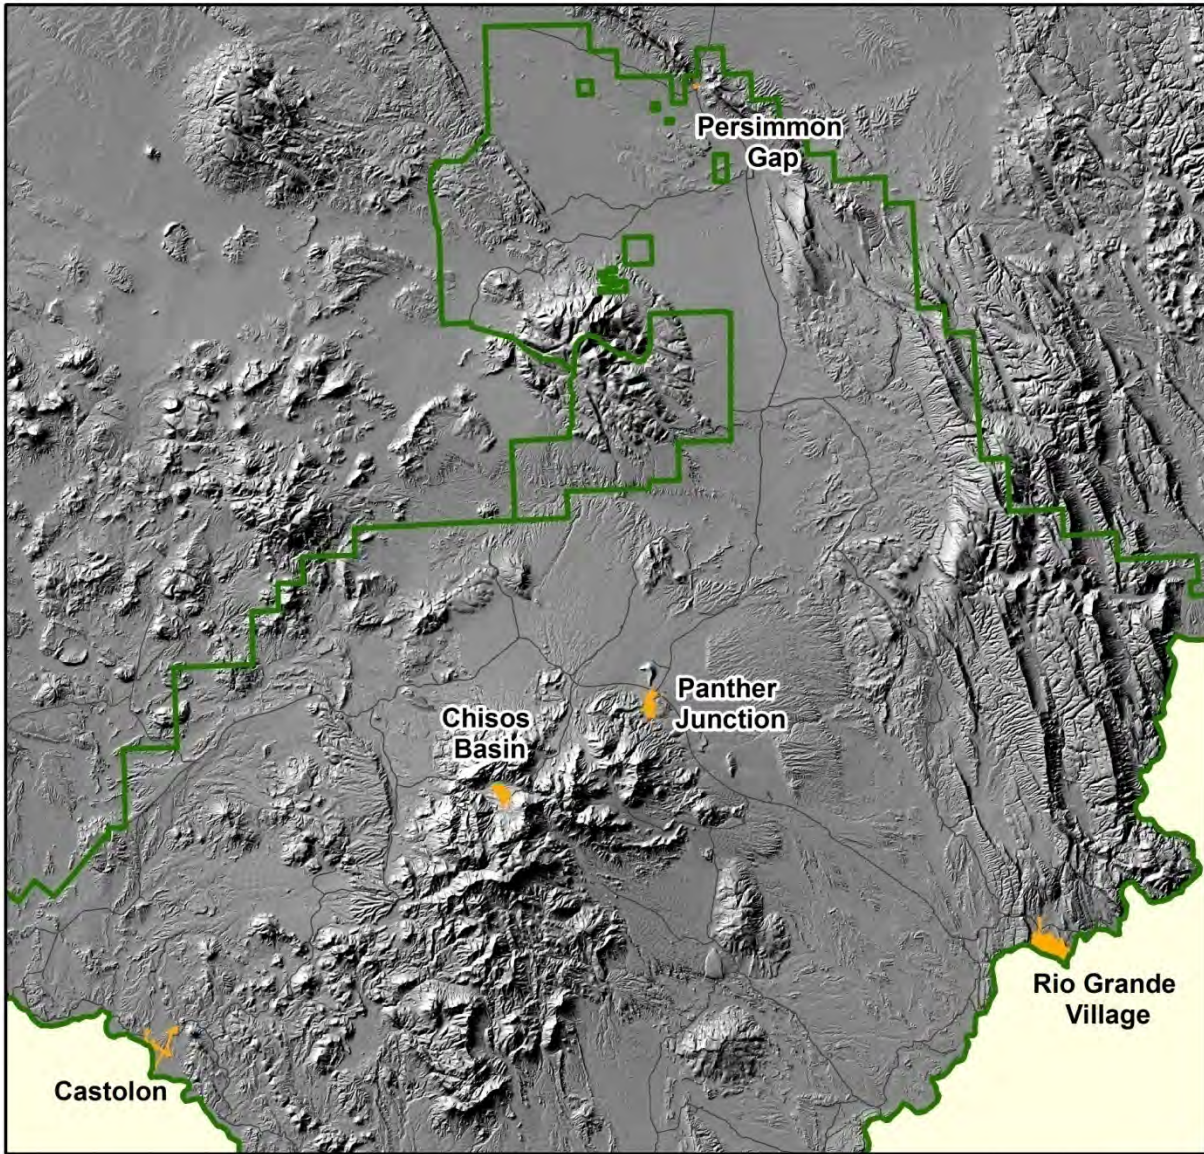 Persimmon
Gap
Panther
Junction
Chisos
Basin
Rio Grande
Village
Castolon